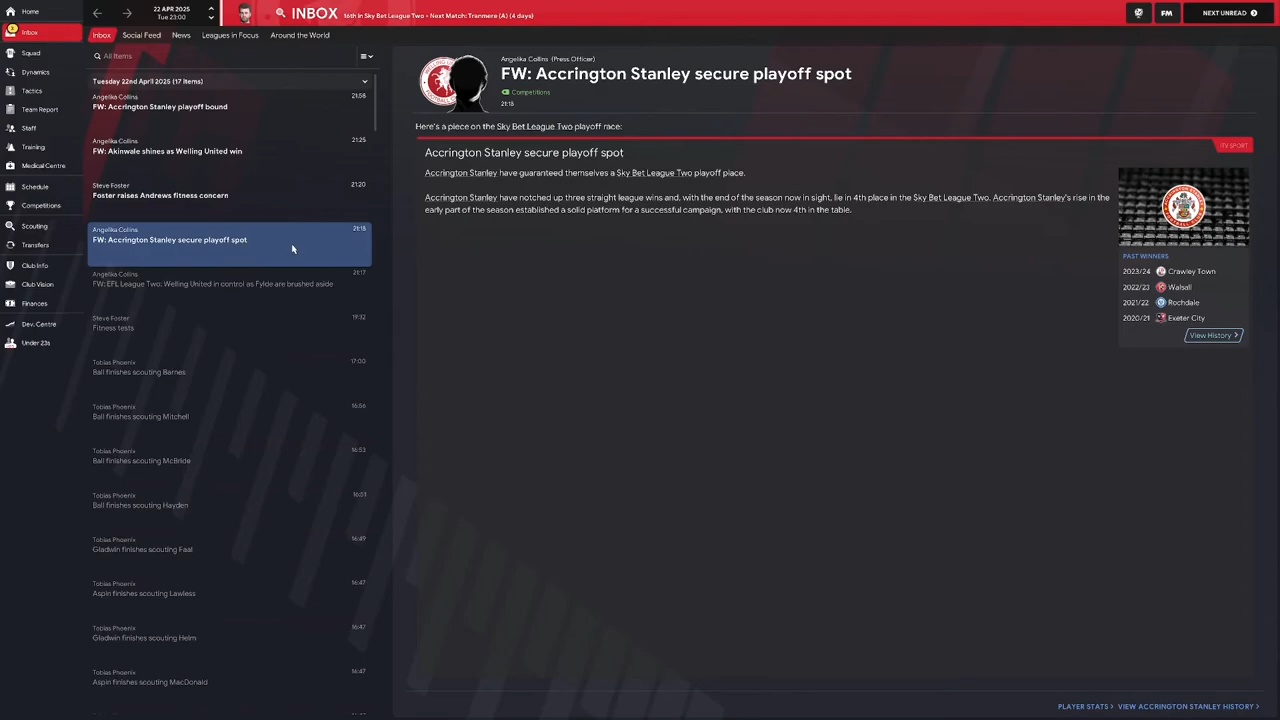 Home
22 APR 2025
Tue 23:00
INBOX
16th in Sky Bet League Two • Next Match: Tranmere (A) (4 days)
FM
NEXT UNREAD
Inbox
Squad
Dynamics
Tactics
Team Report
Staff
Training
Medical Centre
Schedule
Competitions
Scouting
Transfers
Club Info
Club Vision
Finances
Dev. Centre
Under 23s
Inbox
Social Feed
News
Leagues in Focus
Around the World
All Items
Tuesday 22nd April 2025 (17 Items)
Angelika Collins
21:58
FW: Accrington Stanley playoff bound
Angelika Collins
21:25
FW: Akinwale shines as Welling United win
Steve Foster
21:20
Foster raises Andrews fitness concern
Angelika Collins
21:18
FW: Accrington Stanley secure playoff spot
Angelika Collins
21:17
FW: EFL League Two. Welling United in control as Fylde are brushed aside
Steve Foster
19:32
Fitness tests
Tobias Phoenix
17:00
Ball finishes scouting Barnes
Tobias Phoenix
16:56
Ball finishes scouting Mitchell
Tobias Phoenix
16:53
Ball finishes scouting McBride
Tobias Phoenix
16:51
Ball finishes scouting Hayden
Tobias Phoenix
16:49
Gladwin finishes scouting Faal
Tobias Phoenix
16:47
Aspin finishes scouting Lawless
Tobias Phoenix
16:47
Gladwin finishes scouting Helm
Tobias Phoenix
16:47
Aspin finishes scouting MacDonald
Angelika Collins (Press Officer)
FW: Accrington Stanley secure playoff spot
Competitions
21:18
Here's a piece on the Sky Bet League Two playoff race:
ITV SPORT
Accrington Stanley secure playoff spot
Accrington Stanley have guaranteed themselves a Sky Bet League Two playoff place.
Accrington Stanley have notched up three straight league wins and, with the end of the season now in sight, lie in 4th place in the Sky Bet League Two. Accrington Stanley's rise in the
early part of the season established a solid platform for a successful campaign, with the club now 4th in the table.
PAST WINNERS
2023/24 Crawley Town
2022/23 Walsall
2021/22 Rochdale
2020/21 Exeter City
View History
PLAYER STATS
VIEW ACCRINGTON STANLEY HISTORY